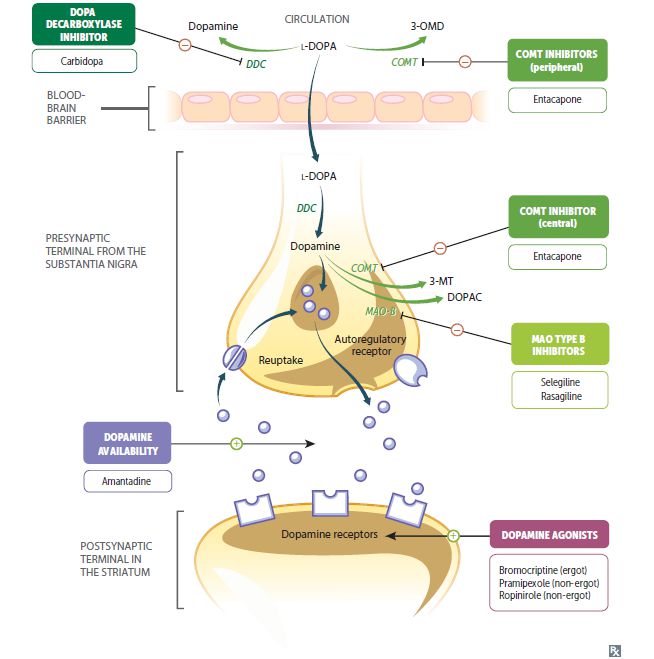 DOPA
DECARBOXYLASE
INHIBITOR
Carbidopa
CIRCULATION
Dopamine
L-DOPA
3-OMD
DDC
COMT
COMT INHIBITORS
(peripheral)
Entacapone
BLOOD-
BRAIN
BARRIER
L-DOPA
DDC
Dopamine
COMT
COMT INHIBITOR
(central)
Entacapone
PRESYNAPTIC
TERMINAL FROM THE
SUBSTANTIA NIGRA
3-MT
DOPAC
MAO-B
MAO TYPE B
INHIBITORS
Selegiline
Rasagiline
Autoregulatory
receptor
Reuptake
DOPAMINE
AVAILABILITY
Amantadine
POSTSYNAPTIC
TERMINAL IN
THE STRIATUM
Dopamine receptors
DOPAMINE AGONISTS
Bromocriptine (ergot)
Pramipexole (non-ergot)
Ropinirole (non-ergot)
Rx